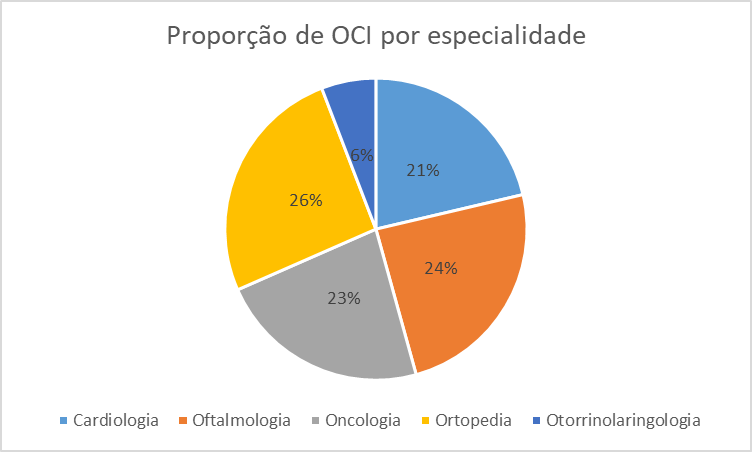 Proporção de OCI por especialidade
6%
21%
26%
24%
23%
Cardiologia Oftalmologia Oncologia Ortopedia Otorrinolaringologia